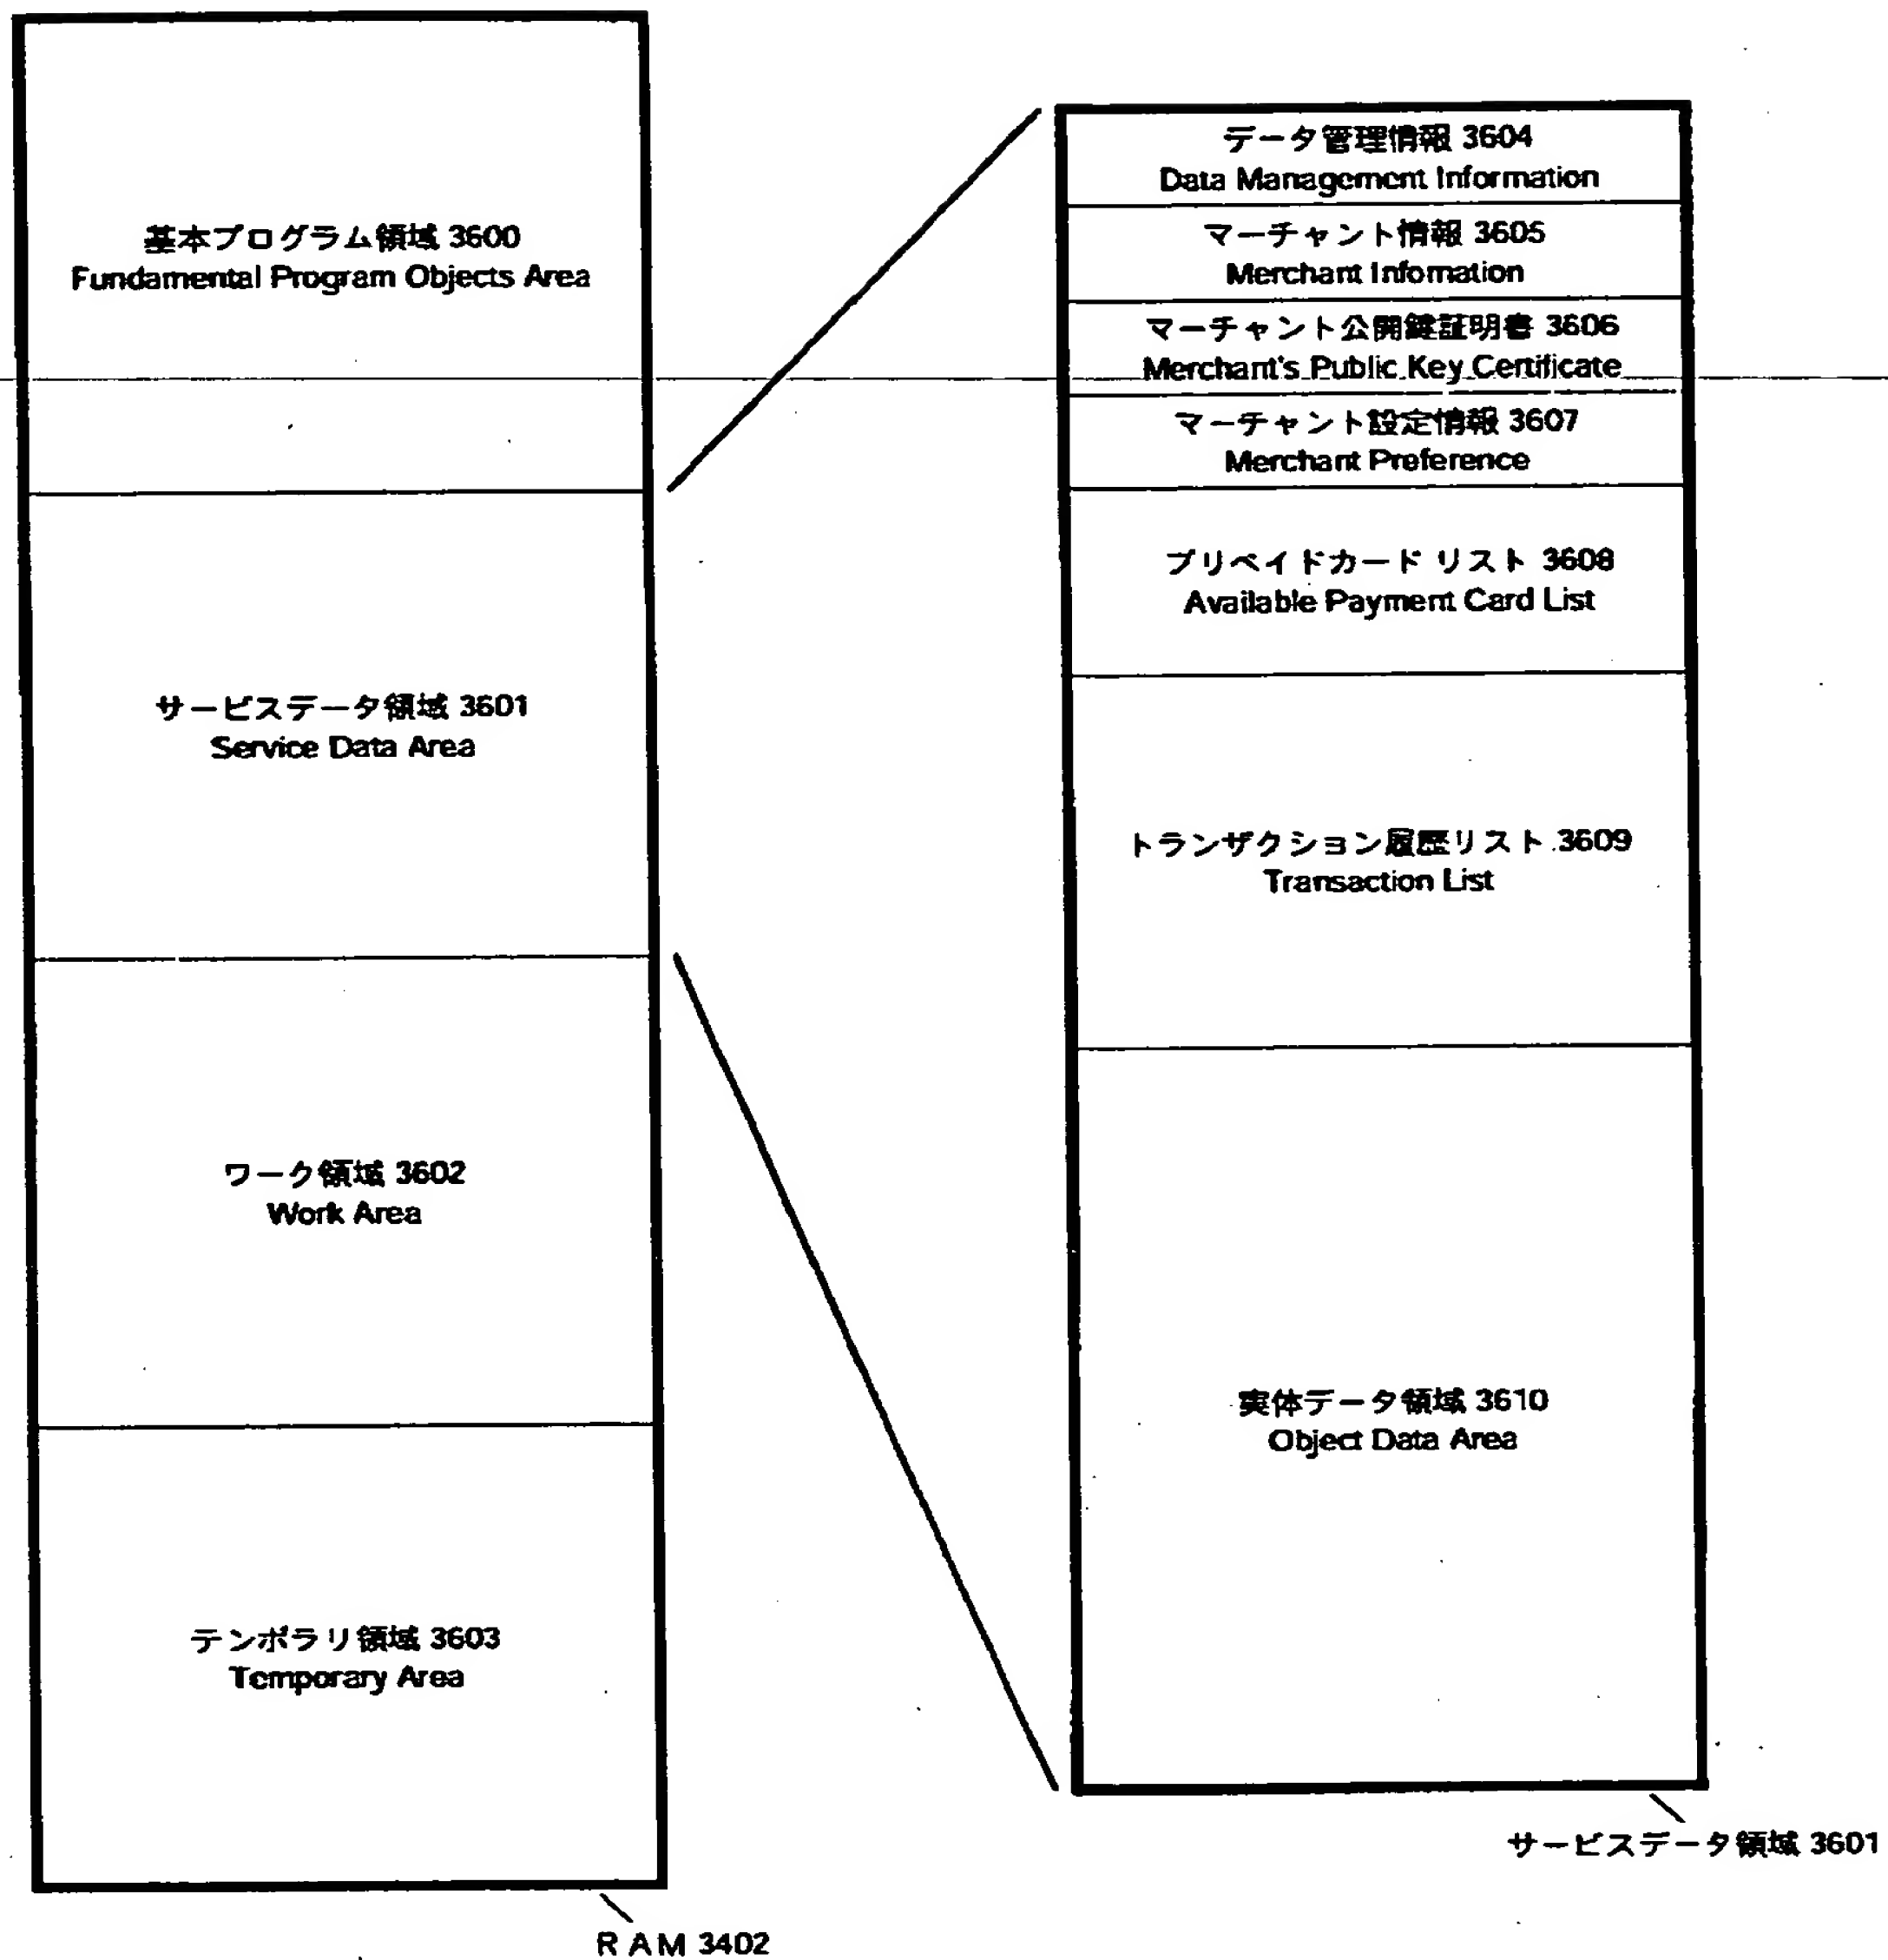 基本プログラム領域 3600
Fundamental Program Objects Area
サービスデータ領域 3601
Service Data Area
ワーク領域 3602
Work Area
テンポラリ領域 3603
Temporary Area
RAM 3402
データ管理情報 3604
Data Management Information
マーチャント情報 3605
Merchant Infomation
マーチャント公開鍵証明書 3606
Merchant's Public Key Certificate
マーチャント設定情報 3607
Merchant Preference
プリペイドカード リスト 3608
Available Payment Card List
トランザクション履歴リスト 3609
Transaction List
実体データ領域 3610
Object Data Area
サービスデータ領域 3601